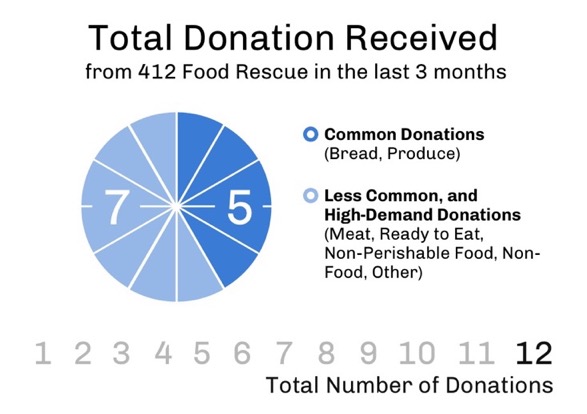 Total Donation Received
from 412 Food Rescue in the last 3 months
7
5
Common Donations
(Bread, Produce)
Less Common, and
High-Demand Donations
(Meat, Ready to Eat,
Non-Perishable Food, Non-
Food, Other)
1 2 3 4 5 6 7 8 9 10 11 12
Total Number of Donations